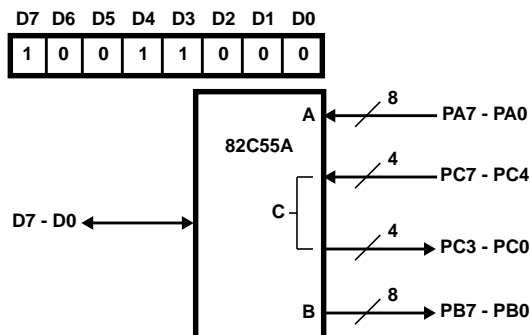 D7 D6 D5 D4 D3 D2 D1 D0
1 0 0 1 1 0 0 0
A 8 PA7 - PA0
82C55A
4 PC7 - PC4
C
D7 - D0
4 PC3 - PC0
B 8 PB7 - PB0